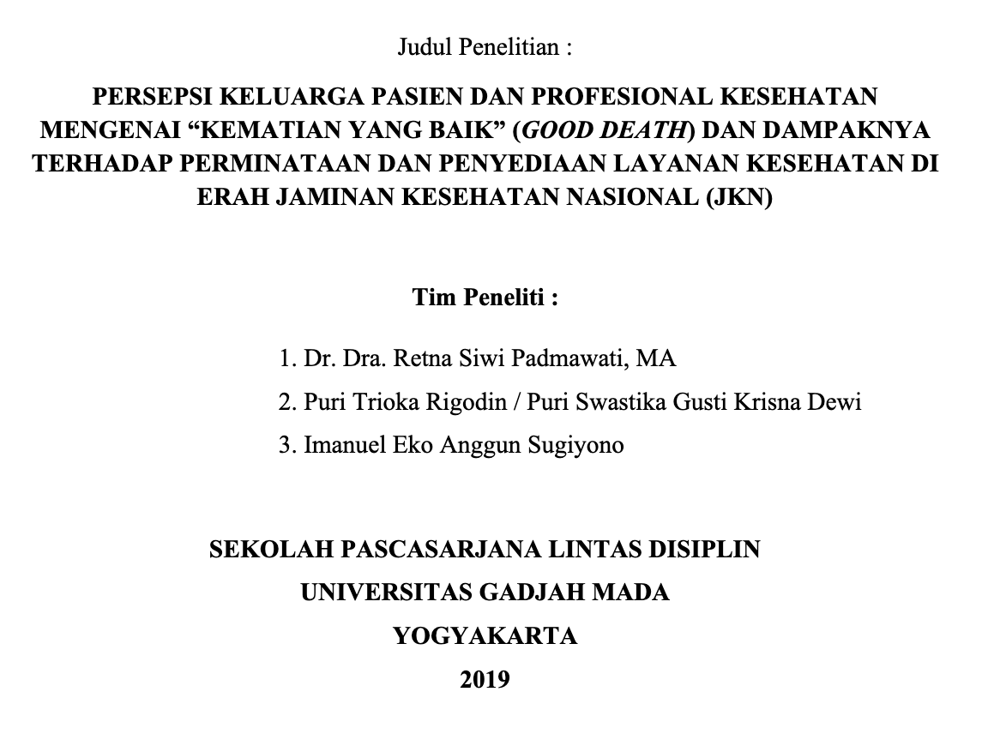 Judul Penelitian :
PERSEPSI KELUARGA PASIEN DAN PROFESIONAL KESEHATAN
MENGENAI “KEMATIAN YANG BAIK” (GOOD DEATH) DAN DAMPAKNYA
TERHADAP PERMINATAAN DAN PENYEDIAAN LAYANAN KESEHATAN DI
ERAH JAMINAN KESEHATAN NASIONAL (JKN)
Tim Peneliti :
1. Dr. Dra. Retna Siwi Padmawati, MA
2. Puri Trioka Rigodin / Puri Swastika Gusti Krisna Dewi
3. Imanuel Eko Anggun Sugiyono
SEKOLAH PASCASARJANA LINTAS DISIPLIN
UNIVERSITAS GADJAH MADA
YOGYAKARTA
2019